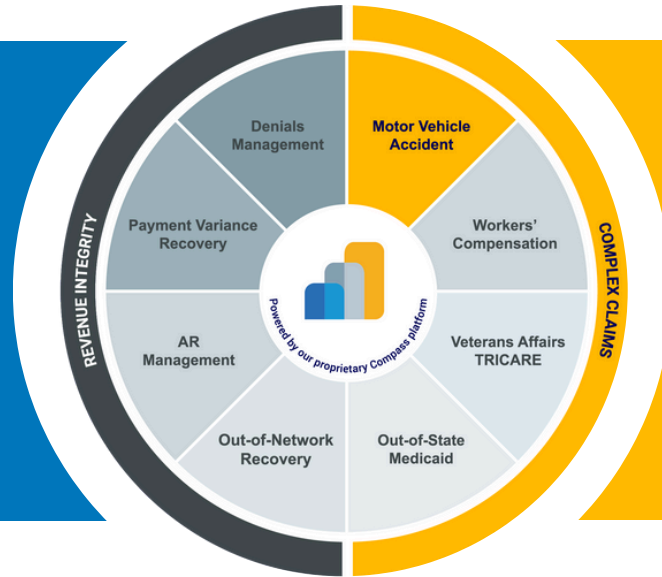 Denials
Management
Motor Vehicle
Accident
Payment Variance
Recovery
Workers’
Compensation
REVENUE INTEGRITY
COMPLEX CLAIMS
Powered by our proprietary Compass platform
AR
Management
Veterans Affairs
TRICARE
Out-of-Network
Recovery
Out-of-State
Medicaid